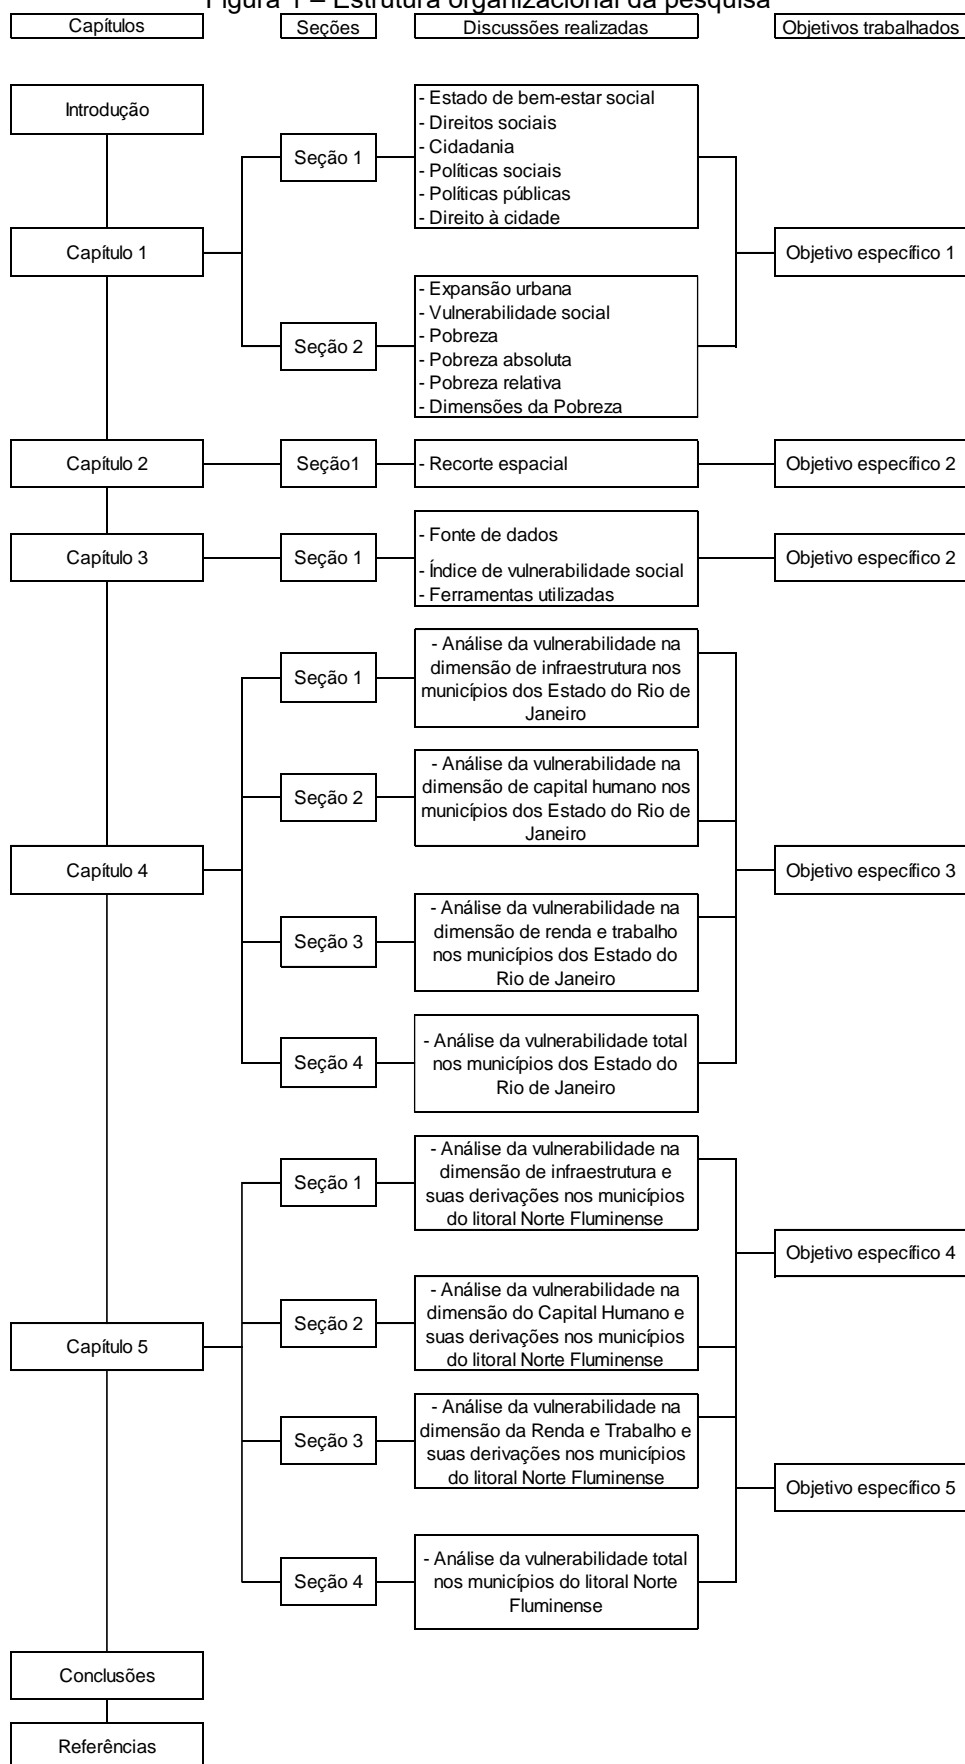 Figura 1 – Estrutura organizacional da pesquisa
Capítulos
Seções
Discussões realizadas
Objetivos trabalhados
Introdução
Capítulo 1
Seção 1
- Estado de bem-estar social
- Direitos sociais
- Cidadania
- Políticas sociais
- Políticas públicas
- Direito à cidade
Objetivo específico 1
Seção 2
- Expansão urbana
- Vulnerabilidade social
- Pobreza
- Pobreza absoluta
- Pobreza relativa
- Dimensões da Pobreza
Capítulo 2
Seção1
- Recorte espacial
Objetivo específico 2
Capítulo 3
Seção 1
- Fonte de dados
- Índice de vulnerabilidade social
- Ferramentas utilizadas
Objetivo específico 2
Capítulo 4
Seção 1
- Análise da vulnerabilidade na
dimensão de infraestrutura nos
municípios dos Estado do Rio de
Janeiro
Seção 2
- Análise da vulnerabilidade na
dimensão de capital humano nos
municípios dos Estado do Rio de
Janeiro
Objetivo específico 3
Seção 3
- Análise da vulnerabilidade na
dimensão de renda e trabalho
nos municípios dos Estado do
Rio de Janeiro
Seção 4
- Análise da vulnerabilidade total
nos municípios dos Estado do
Rio de Janeiro
Capítulo 5
Seção 1
- Análise da vulnerabilidade na
dimensão de infraestrutura e
suas derivações nos municípios
do litoral Norte Fluminense
Objetivo específico 4
Seção 2
- Análise da vulnerabilidade na
dimensão do Capital Humano e
suas derivações nos municípios
do litoral Norte Fluminense
Seção 3
- Análise da vulnerabilidade na
dimensão da Renda e Trabalho e
suas derivações nos municípios
do litoral Norte Fluminense
Objetivo específico 5
Seção 4
- Análise da vulnerabilidade total
nos municípios do litoral Norte
Fluminense
Conclusões
Referências